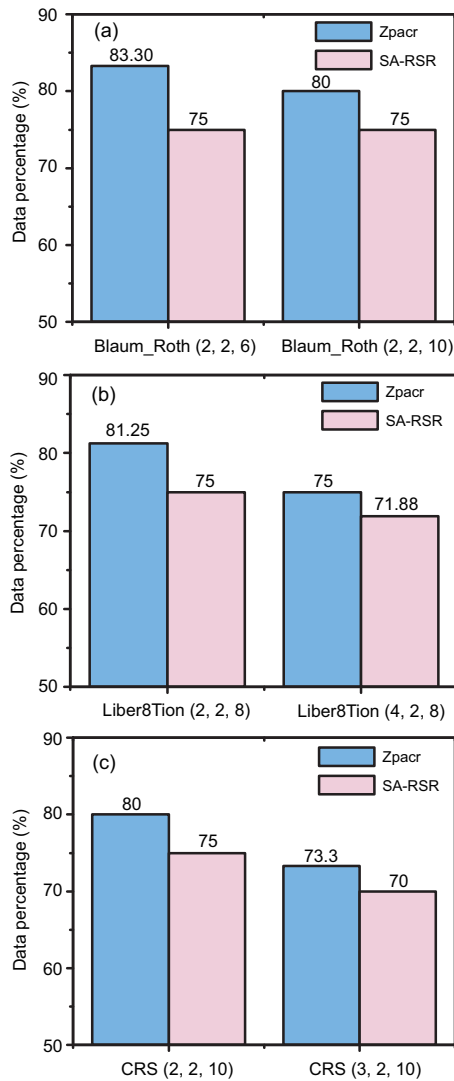 90
(a)
Zpacr
83.30
SA-RSR
80
80
75
75
70
60
50
Data percentage (%)
Blaum_Roth (2, 2, 6)
Blaum_Roth (2, 2, 10)
90
(b)
Zpacr
81.25
SA-RSR
80
75
75
71.88
70
60
50
Data percentage (%)
Liber8Tion (2, 2, 8)
Liber8Tion (4, 2, 8)
90
(c)
Zpacr
SA-RSR
80
80
75
73.3
70
70
60
50
Data percentage (%)
CRS (2, 2, 10)
CRS (3, 2, 10)